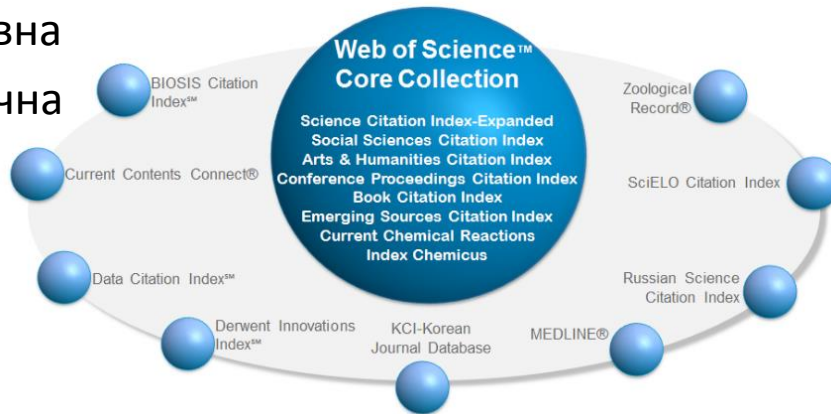 Web of Science™
Core Collection
Science Citation Index-Expanded
Social Sciences Citation Index
Arts & Humanities Citation Index
Conference Proceedings Citation Index
Book Citation Index
Emerging Sources Citation Index
Current Chemical Reactions
Index Chemicus
BIOSIS Citation
Index℠
Current Contents Connect®
Data Citation Index℠
Derwent Innovations
Index℠
KCI-Korean
Journal Database
MEDLINE®
Russian Science
Citation Index
SciELO Citation Index
Zoological
Record®